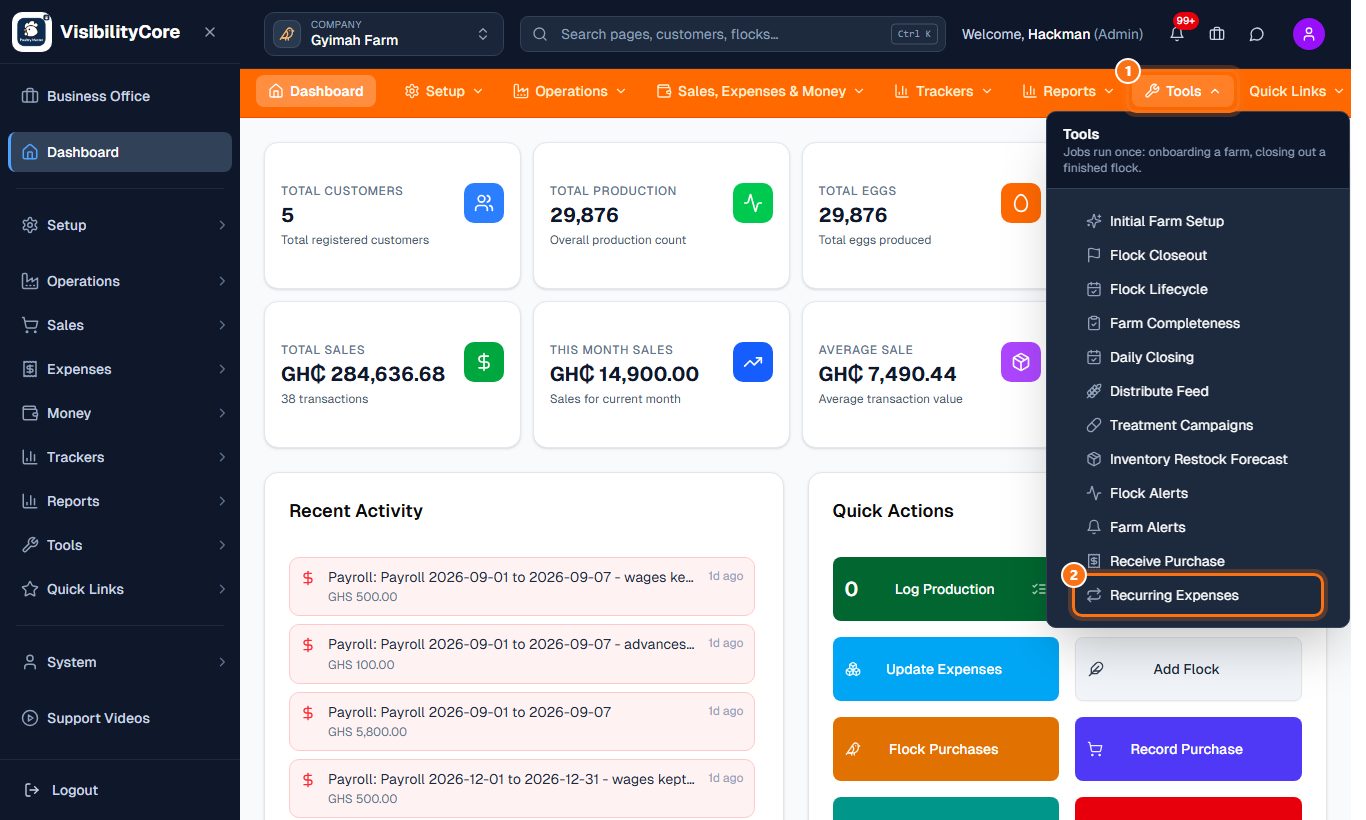 VisibilityCore
COMPANY
Gyimah Farm
Search pages, customers, flocks...
Ctrl K
Welcome, Hackman (Admin)
99+
Business Office
Dashboard
Setup
Operations
Sales
Expenses
Money
Trackers
Reports
Tools
Quick Links
System
Support Videos
Logout
Dashboard
Setup
Operations
Sales, Expenses & Money
Trackers
Reports
1
Tools
Quick Links
TOTAL CUSTOMERS
5
Total registered customers
TOTAL PRODUCTION
29,876
Overall production count
TOTAL EGGS
29,876
Total eggs produced
TOTAL SALES
GH₵ 284,636.68
38 transactions
THIS MONTH SALES
GH₵ 14,900.00
Sales for current month
AVERAGE SALE
GH₵ 7,490.44
Average transaction value
Tools
Jobs run once: onboarding a farm, closing out a
finished flock.
Initial Farm Setup
Flock Closeout
Flock Lifecycle
Farm Completeness
Daily Closing
Distribute Feed
Treatment Campaigns
Inventory Restock Forecast
Flock Alerts
Farm Alerts
Receive Purchase
2
Recurring Expenses
Recent Activity
Payroll: Payroll 2026-09-01 to 2026-09-07 - wages ke...
1d ago
GHS 500.00
Payroll: Payroll 2026-09-01 to 2026-09-07 - advances...
1d ago
GHS 100.00
Payroll: Payroll 2026-09-01 to 2026-09-07
1d ago
GHS 5,800.00
Payroll: Payroll 2026-12-01 to 2026-12-31 - wages kept...
1d ago
GHS 500.00
Quick Actions
Log Production
Update Expenses
Add Flock
Flock Purchases
Record Purchase